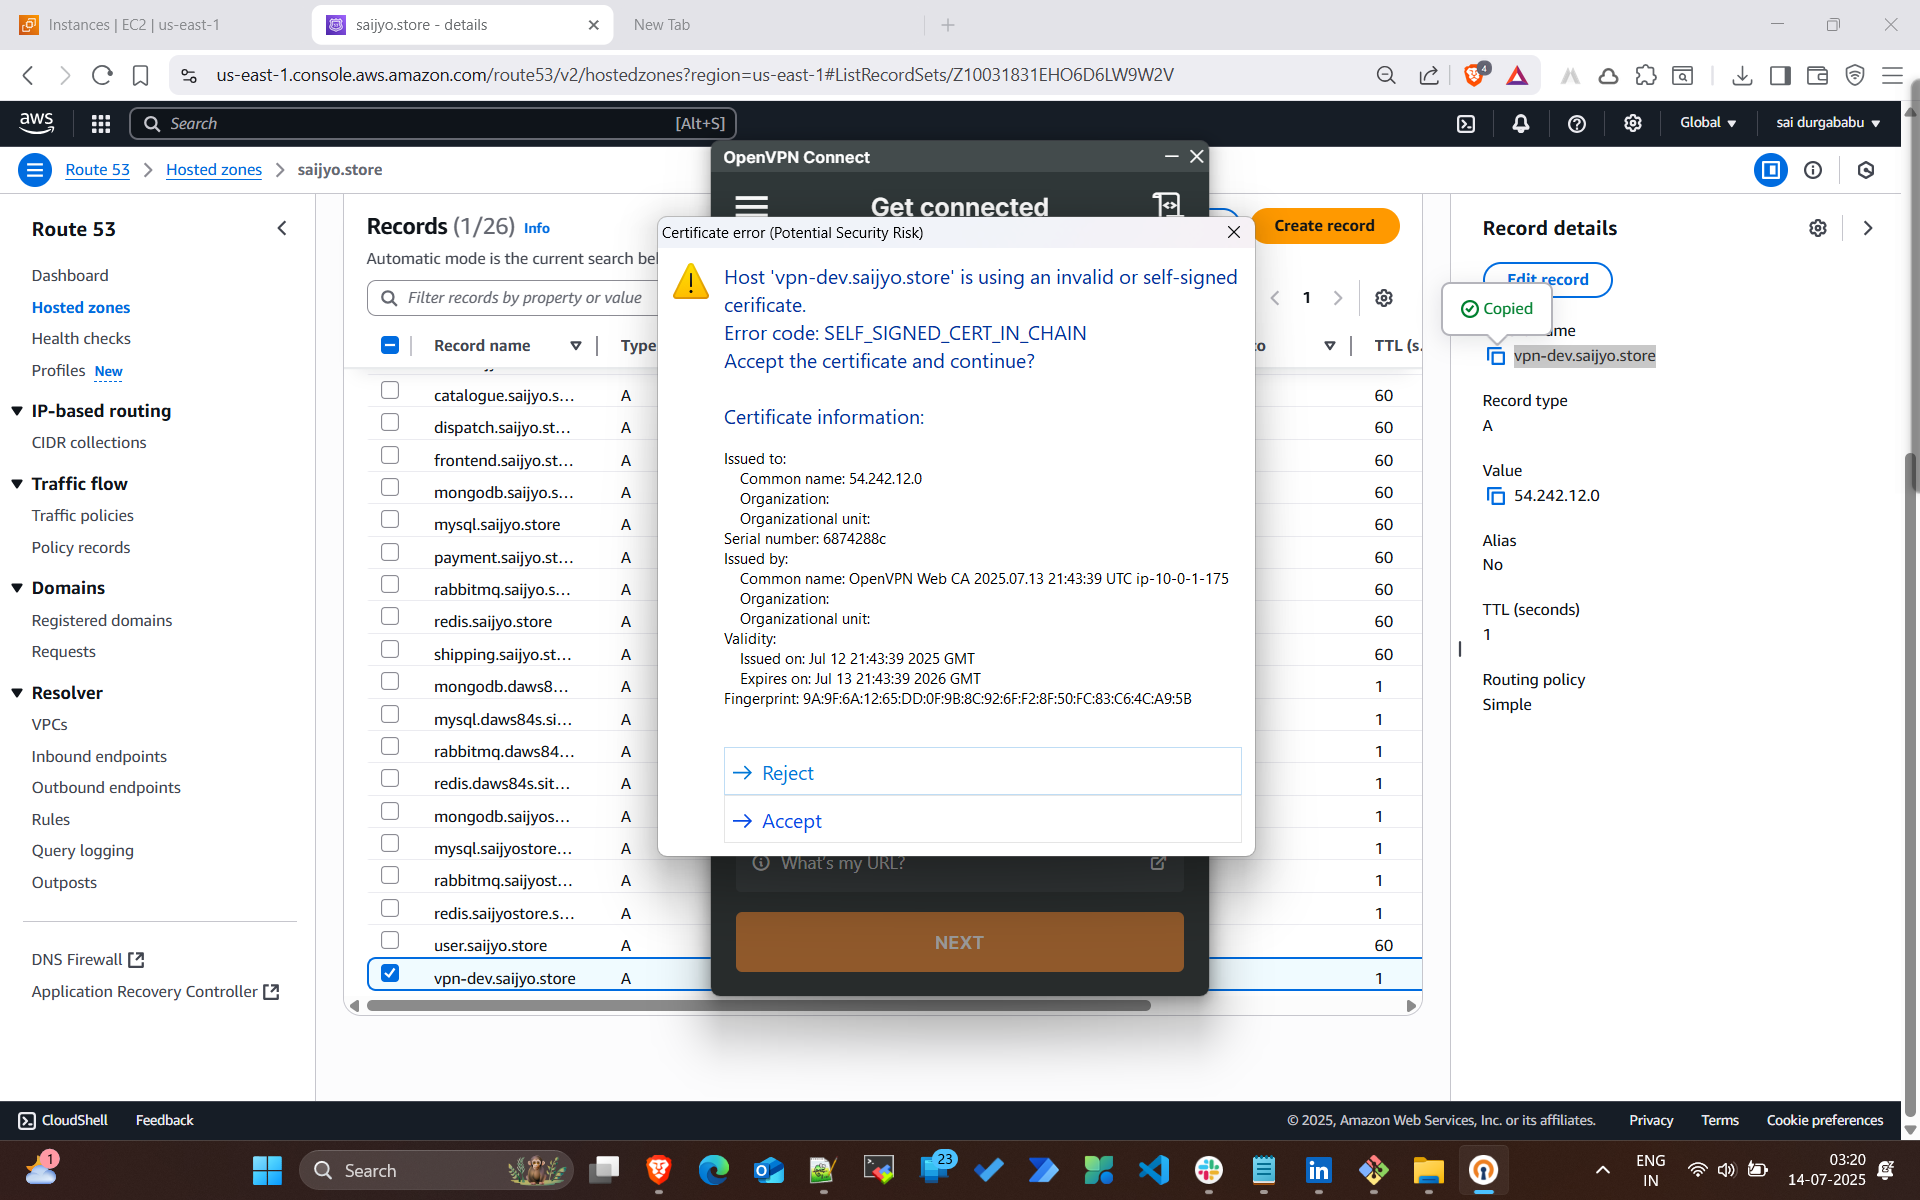 Instances | EC2 | us-east-1
saijyo.store - details
New Tab
us-east-1.console.aws.amazon.com/route53/v2/hostedzones?region=us-east-1#ListRecordSets/Z10031831EHO6D6LW9W2V
4
aws
Search
[Alt+S]
Global
sai durgababu
Route 53
Hosted zones
saijyo.store
Route 53
Dashboard
Hosted zones
Health checks
Profiles New
IP-based routing
CIDR collections
Traffic flow
Traffic policies
Policy records
Domains
Registered domains
Requests
Resolver
VPCs
Inbound endpoints
Outbound endpoints
Rules
Query logging
Outposts
DNS Firewall
Application Recovery Controller
Records (1/26) Info
Automatic mode is the current search
Create record
Filter records by property or value
1
Record name
Type
TTL (s.
catalogue.saijyo.s... A 60
dispatch.saijyo.st... A 60
frontend.saijyo.st... A 60
mongodb.saijyo.s... A 60
mysql.saijyo.store A 60
payment.saijyo.st... A 60
rabbitmq.saijyo.s... A 60
redis.saijyo.store A 60
shipping.saijyo.st... A 60
mongodb.daws8... A 1
mysql.daws84s.si... A 1
rabbitmq.daws84... A 1
redis.daws84s.sit... A 1
mongodb.saijyos... A 1
mysql.saijyostore... A 1
rabbitmq.saijyost... A 1
redis.saijyostore.s... A 1
user.saijyo.store A 60
vpn-dev.saijyo.store A 1
OpenVPN Connect
Get connected
Certificate error (Potential Security Risk)
Host 'vpn-dev.saijyo.store' is using an invalid or self-signed
cerificate.
Error code: SELF_SIGNED_CERT_IN_CHAIN
Accept the certificate and continue?
Certificate information:
Issued to:
Common name: 54.242.12.0
Organization:
Organizational unit:
Serial number: 6874288c
Issued by:
Common name: OpenVPN Web CA 2025.07.13 21:43:39 UTC ip-10-0-1-175
Organization:
Organizational unit:
Validity:
Issued on: Jul 12 21:43:39 2025 GMT
Expires on: Jul 13 21:43:39 2026 GMT
Fingerprint: 9A:9F:6A:12:65:DD:0F:9B:8C:92:6F:F2:8F:50:FC:83:C6:4C:A9:5B
Reject
Accept
What's my URL?
NEXT
Record details
Edit record
Copied
vpn-dev.saijyo.store
Record type
A
Value
54.242.12.0
Alias
No
TTL (seconds)
1
Routing policy
Simple
CloudShell
Feedback
© 2025, Amazon Web Services, Inc. or its affiliates.
Privacy
Terms
Cookie preferences
1
Search
23
ENG
IN
03:20
14-07-2025